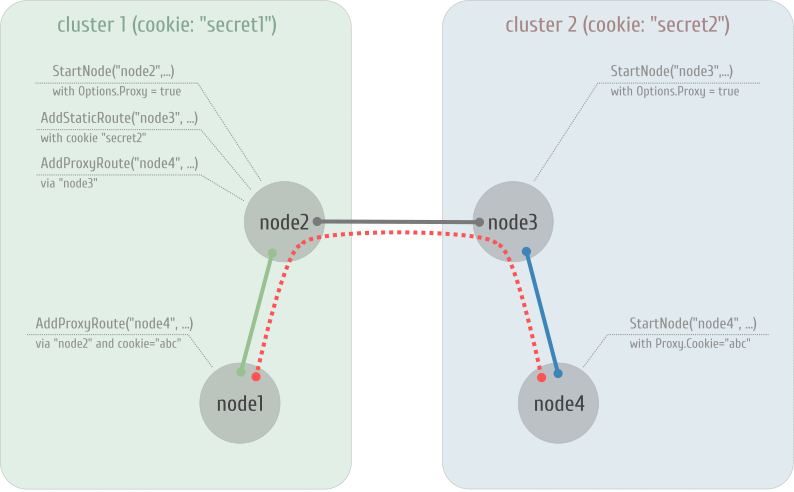 cluster 1 (cookie: "secret1")
StartNode("node2",...)
with Options.Proxy = true
AddStaticRoute("node3", ...)
with cookie "secret2"
AddProxyRoute("node4", ...)
via "node3"
node2
AddProxyRoute("node4", ...)
via "node2" and cookie="abc"
node1
cluster 2 (cookie: "secret2")
StartNode("node3",...)
with Options.Proxy = true
node3
StartNode("node4", ...)
with Proxy.Cookie="abc"
node4